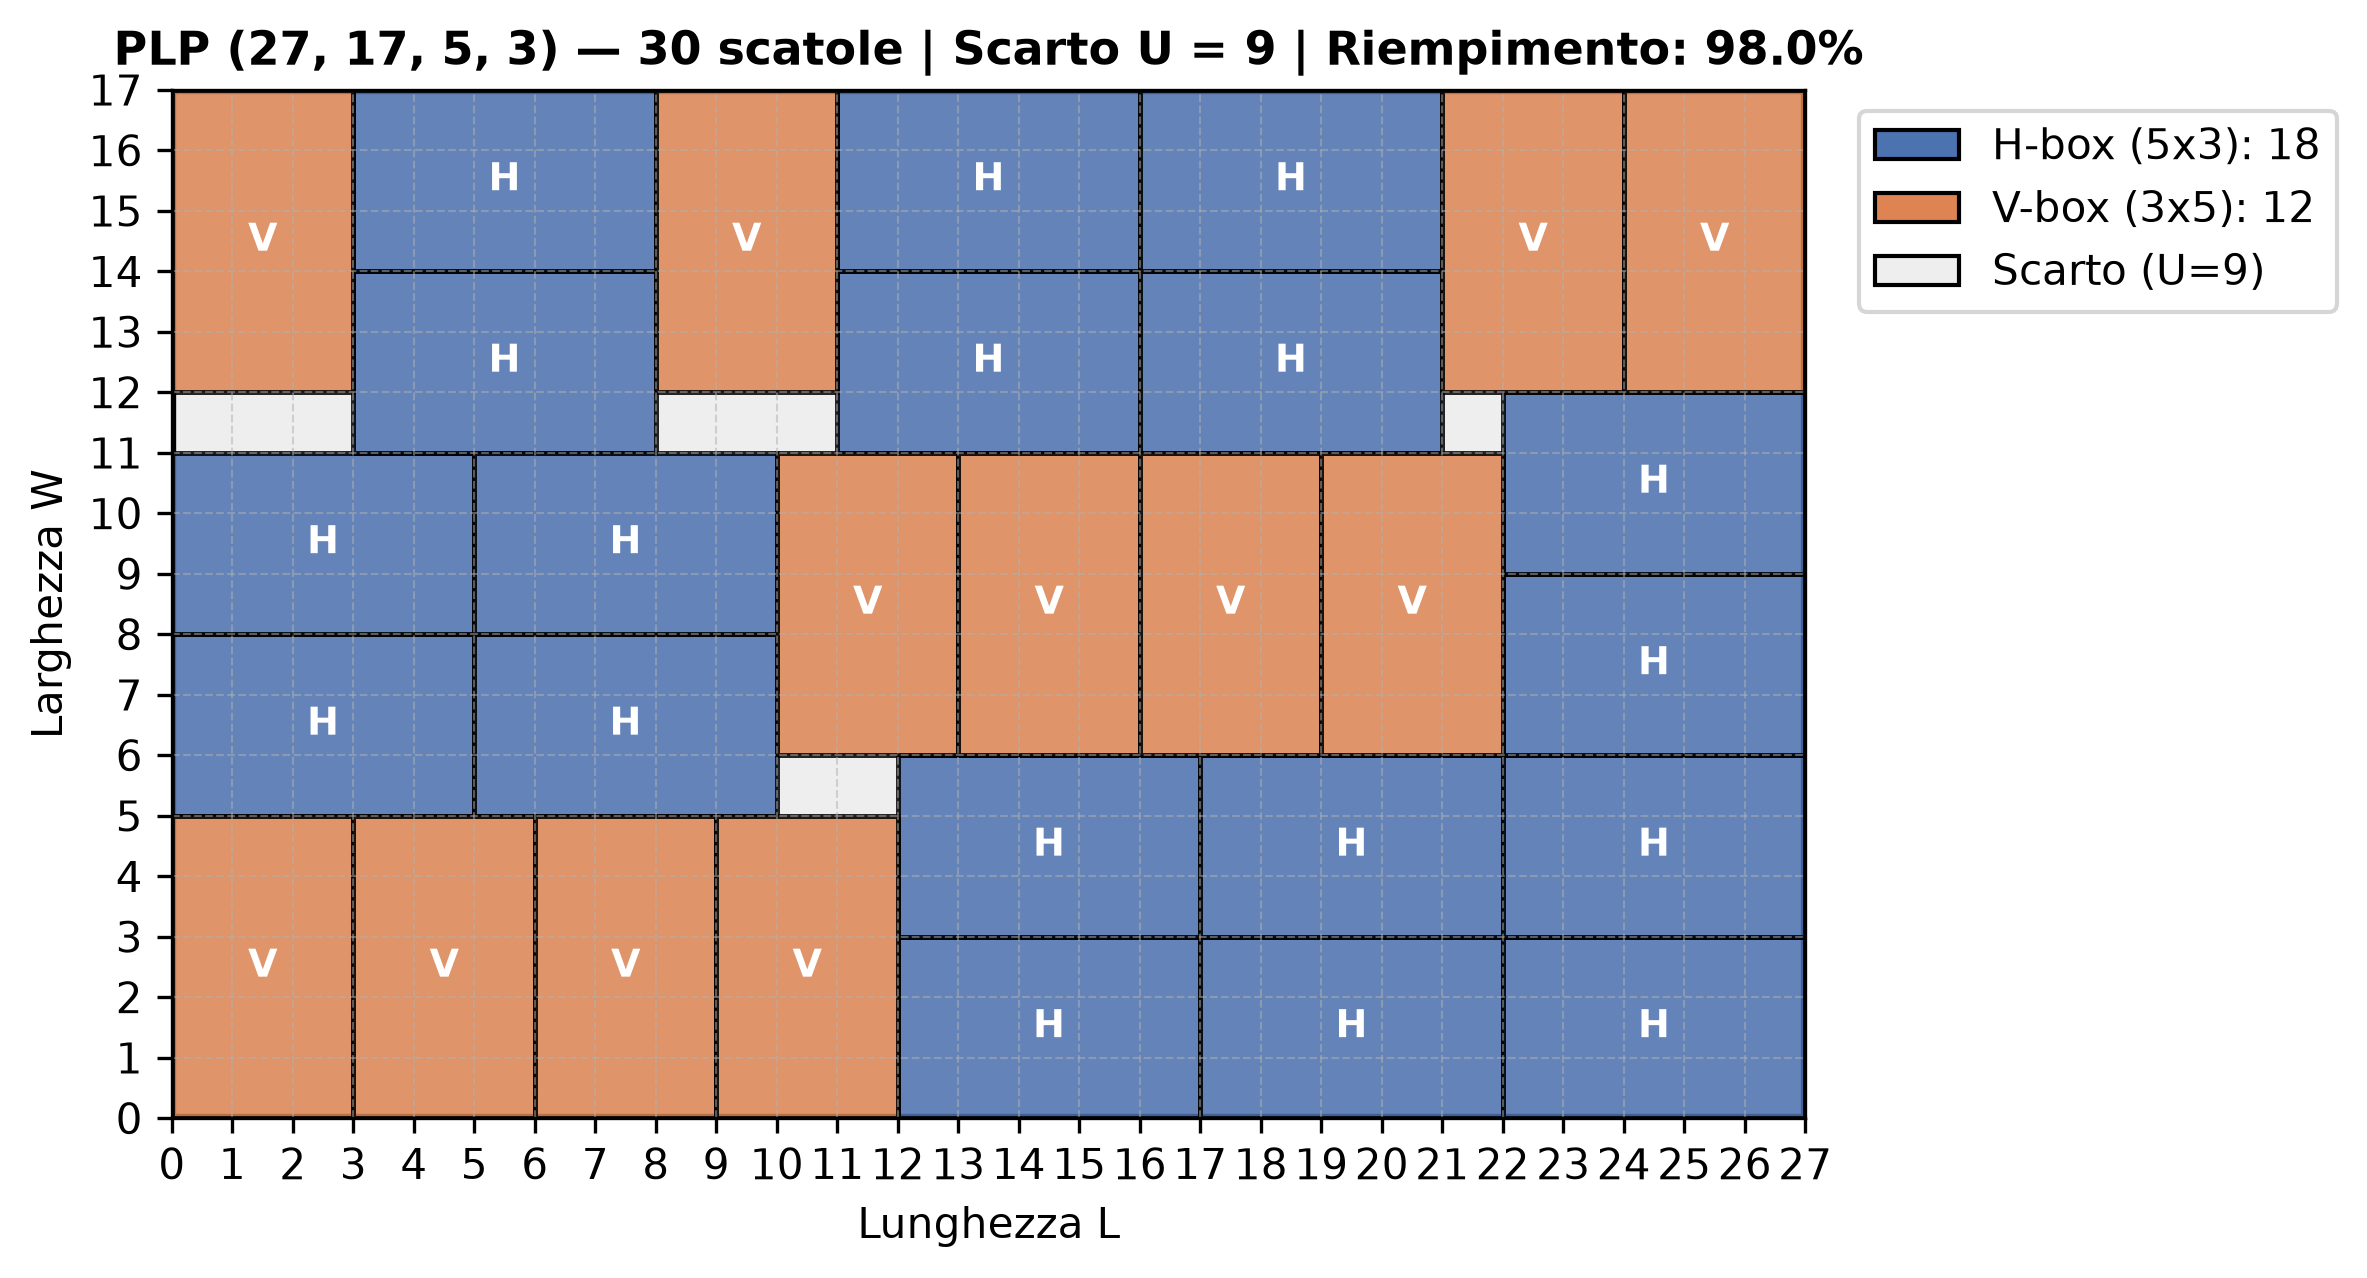 PLP (27, 17, 5, 3) — 30 scatole | Scarto U = 9 | Riempimento: 98.0%
H-box (5x3): 18
V-box (3x5): 12
Scarto (U=9)
Larghezza W
17
16
15
14
13
12
11
10
9
8
7
6
5
4
3
2
1
0
H H H
V V V V
H H H
H
H H
V V V V
H
H H
H H H
V V V V
H H H
0 1 2 3 4 5 6 7 8 9 10 11 12 13 14 15 16 17 18 19 20 21 22 23 24 25 26 27
Lunghezza L